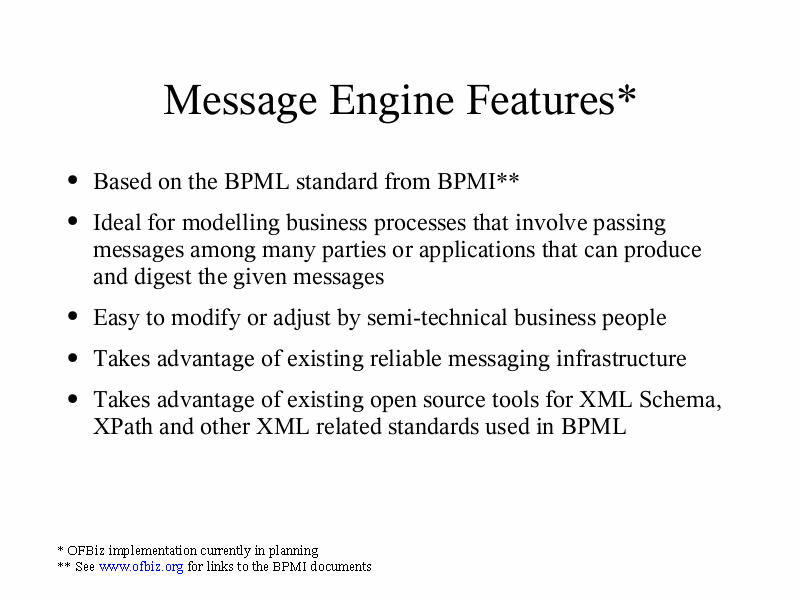 Message Engine Features*
• Based on the BPML standard from BPMI**
• Ideal for modelling business processes that involve passing
messages among many parties or applications that can produce
and digest the given messages
• Easy to modify or adjust by semi-technical business people
• Takes advantage of existing reliable messaging infrastructure
• Takes advantage of existing open source tools for XML Schema,
XPath and other XML related standards used in BPML
* OFBiz implementation currently in planning
** See www.ofbiz.org for links to the BPMI documents